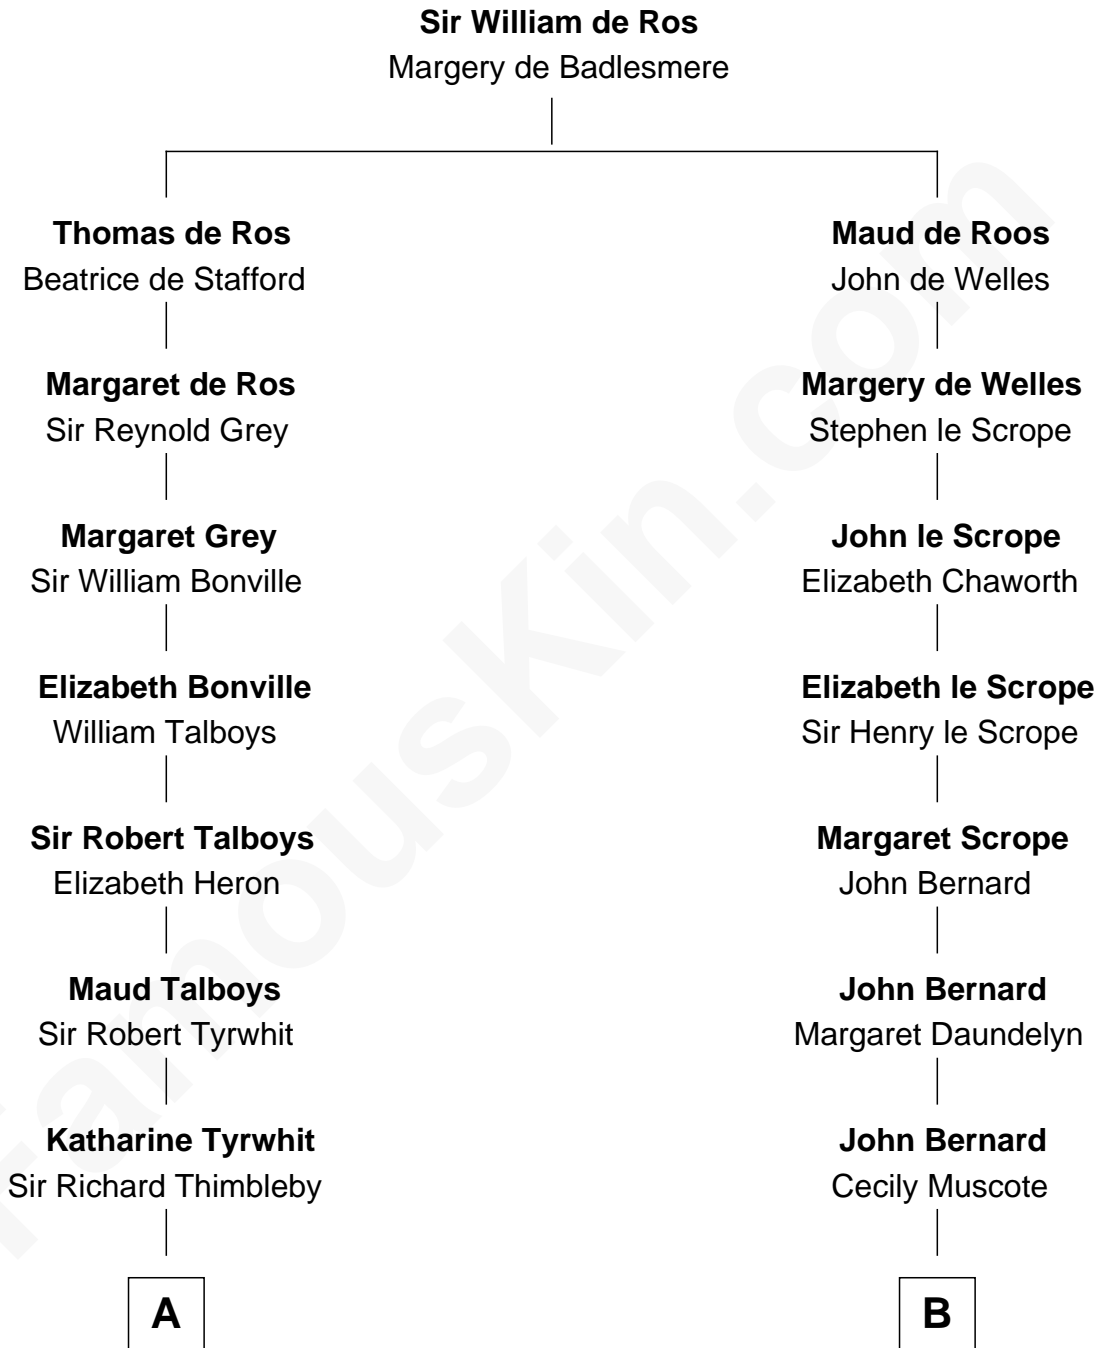 Sir William de Ros
Margery de Badlesmere
Thomas de Ros
Beatrice de Stafford
Maud de Roos
John de Welles
Margaret de Ros
Sir Reynold Grey
Margery de Welles
Stephen le Scrope
Margaret Grey
Sir William Bonville
John le Scrope
Elizabeth Chaworth
Elizabeth Bonville
William Talboys
Elizabeth le Scrope
Sir Henry le Scrope
Sir Robert Talboys
Elizabeth Heron
Margaret Scrope
John Bernard
Maud Talboys
Sir Robert Tyrwhit
John Bernard
Margaret Daundelyn
Katharine Tyrwhit
Sir Richard Thimbleby
John Bernard
Cecily Muscote
A
B
FamousKin.com